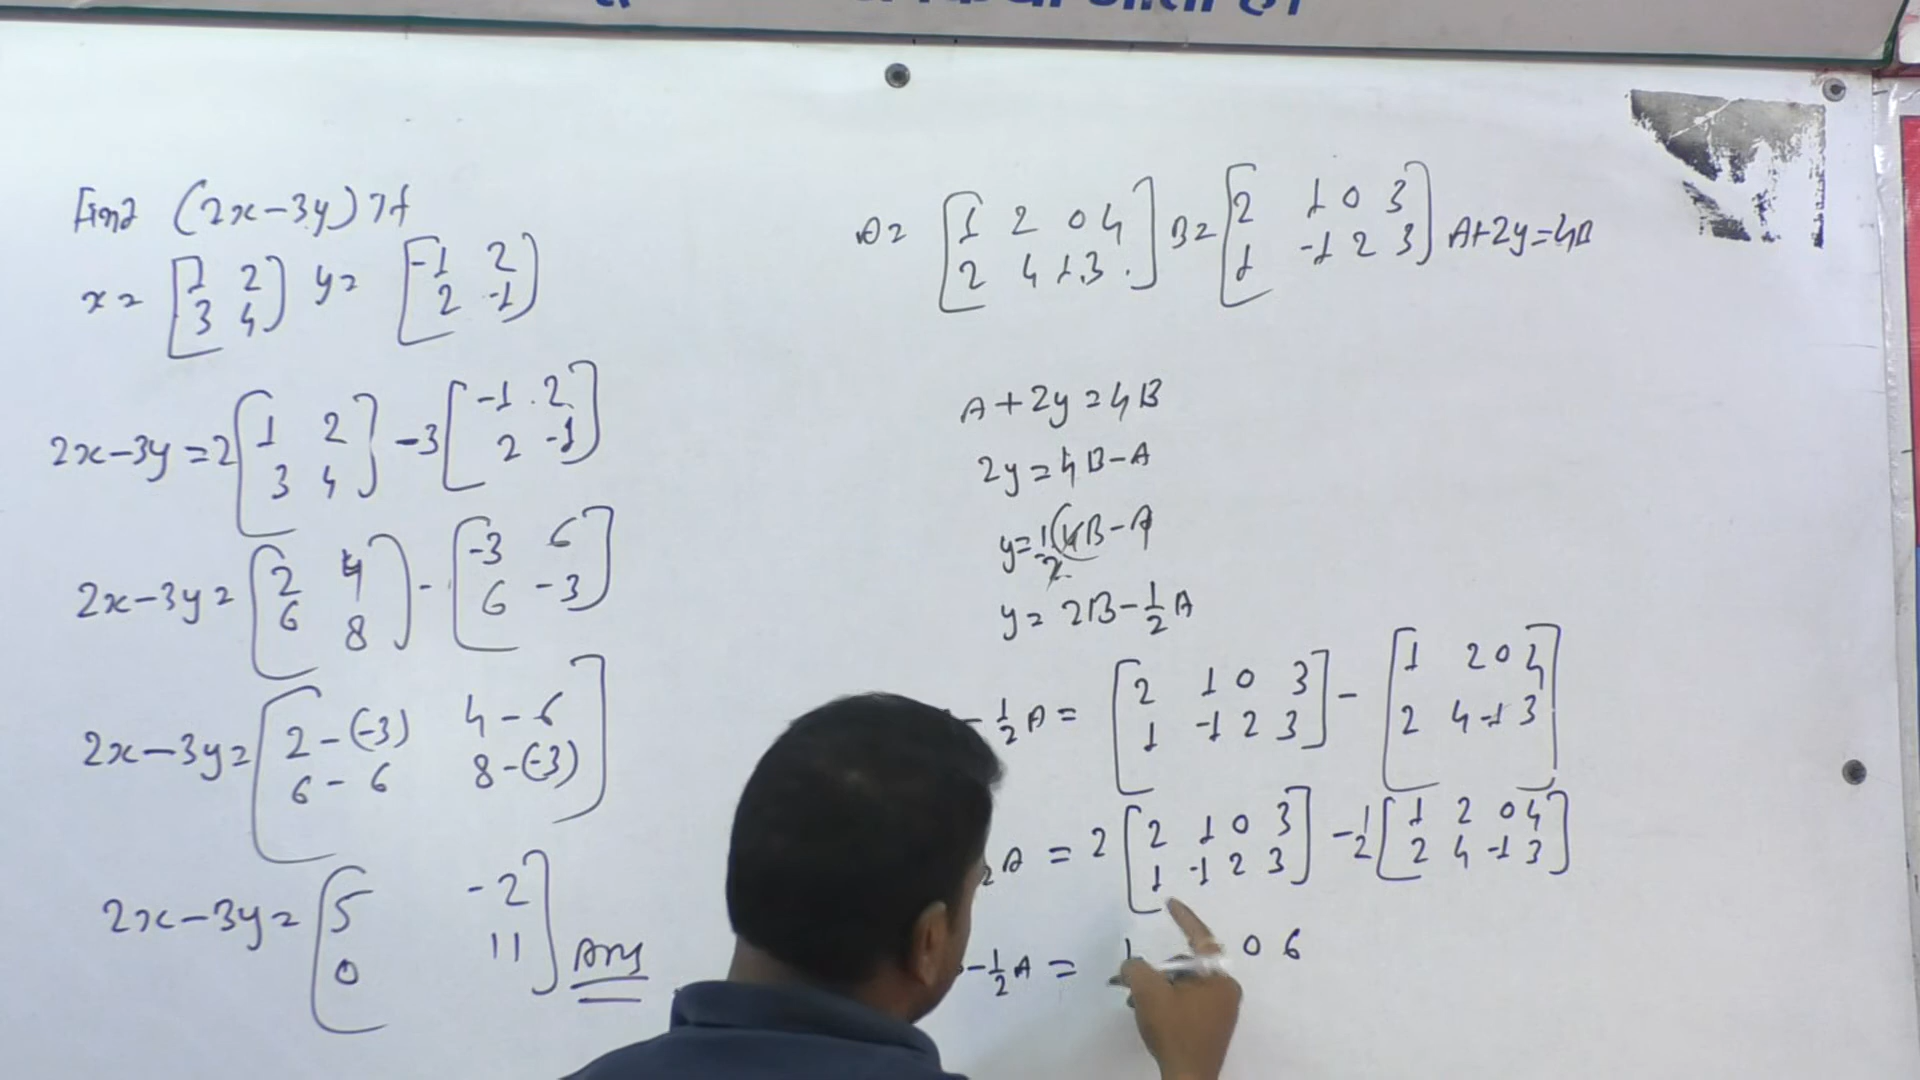 Find (2x-3y) if
x = [1 2 3 4] y = [-1 2 2 -1]
2x-3y = 2 [1 2 3 4] - 3 [-1 2 2 -1]
2x-3y = [2 4 6 8] - [-3 6 6 -3]
2x-3y = [2-(-3) 4-6 6-6 8-(-3)]
2x-3y = [5 -2 0 11] Ans
A = [1 2 0 4 2 4 1 3] B = [2 1 0 3 1 -1 2 3] A+2y=4B
A+2y=4B
2y=4B-A
y=1/2(4B-A
y= 2B-1/2 A
-1/2 A = [2 1 0 3 1 -1 2 3] - [1 2 0 4 2 4 -1 3]
2A = 2 [2 1 0 3 1 -1 2 3] - 1/2 [1 2 0 4 2 4 -1 3]
-1/2 A = 0 6